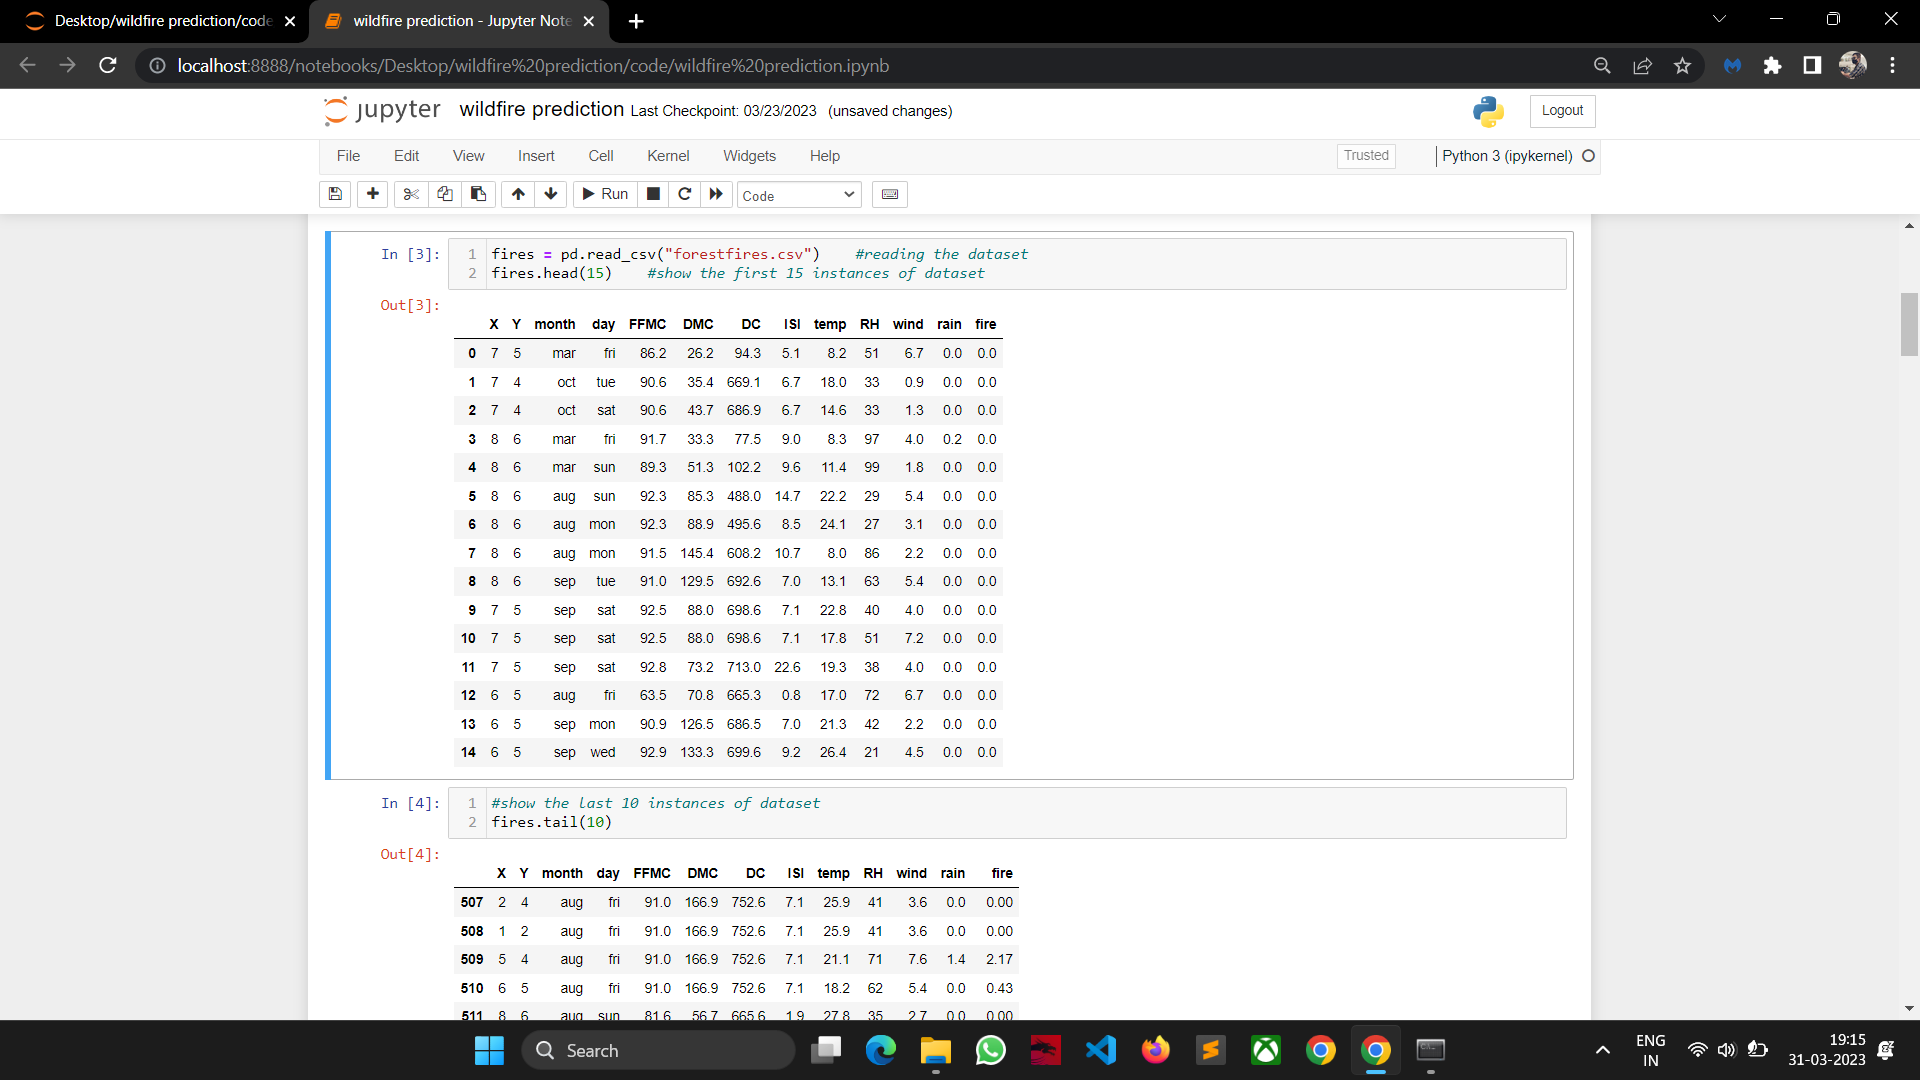 Desktop/wildfire prediction/code
wildfire prediction - Jupyter Note
localhost:8888/notebooks/Desktop/wildfire%20prediction/code/wildfire%20prediction.ipynb
jupyter wildfire prediction Last Checkpoint: 03/23/2023 (unsaved changes) Logout
File Edit View Insert Cell Kernel Widgets Help Trusted Python 3 (ipykernel)
Run Code
In [3]: 1 fires = pd.read_csv("forestfires.csv") #reading the dataset
2 fires.head(15) #show the first 15 instances of dataset
Out[3]:
X Y month day FFMC DMC DC ISI temp RH wind rain fire
0 7 5 mar fri 86.2 26.2 94.3 5.1 8.2 51 6.7 0.0 0.0
1 7 4 oct tue 90.6 35.4 669.1 6.7 18.0 33 0.9 0.0 0.0
2 7 4 oct sat 90.6 43.7 686.9 6.7 14.6 33 1.3 0.0 0.0
3 8 6 mar fri 91.7 33.3 77.5 9.0 8.3 97 4.0 0.2 0.0
4 8 6 mar sun 89.3 51.3 102.2 9.6 11.4 99 1.8 0.0 0.0
5 8 6 aug sun 92.3 85.3 488.0 14.7 22.2 29 5.4 0.0 0.0
6 8 6 aug mon 92.3 88.9 495.6 8.5 24.1 27 3.1 0.0 0.0
7 8 6 aug mon 91.5 145.4 608.2 10.7 8.0 86 2.2 0.0 0.0
8 8 6 sep tue 91.0 129.5 692.6 7.0 13.1 63 5.4 0.0 0.0
9 7 5 sep sat 92.5 88.0 698.6 7.1 22.8 40 4.0 0.0 0.0
10 7 5 sep sat 92.5 88.0 698.6 7.1 17.8 51 7.2 0.0 0.0
11 7 5 sep sat 92.8 73.2 713.0 22.6 19.3 38 4.0 0.0 0.0
12 6 5 aug fri 63.5 70.8 665.3 0.8 17.0 72 6.7 0.0 0.0
13 6 5 sep mon 90.9 126.5 686.5 7.0 21.3 42 2.2 0.0 0.0
14 6 5 sep wed 92.9 133.3 699.6 9.2 26.4 21 4.5 0.0 0.0
In [4]: 1 #show the last 10 instances of dataset
2 fires.tail(10)
Out[4]:
X Y month day FFMC DMC DC ISI temp RH wind rain fire
507 2 4 aug fri 91.0 166.9 752.6 7.1 25.9 41 3.6 0.0 0.00
508 1 2 aug fri 91.0 166.9 752.6 7.1 25.9 41 3.6 0.0 0.00
509 5 4 aug fri 91.0 166.9 752.6 7.1 21.1 71 7.6 1.4 2.17
510 6 5 aug fri 91.0 166.9 752.6 7.1 18.2 62 5.4 0.0 0.43
511 8 6 aug sun 81.6 56.7 665.6 1.9 27.8 35 2.7 0.0 0.00
Search
ENG
IN
19:15
31-03-2023